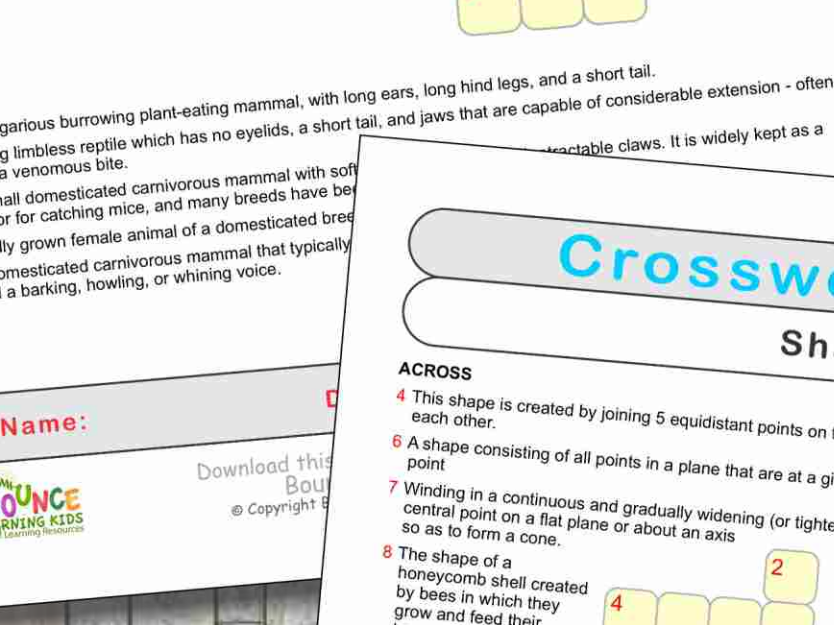 garious burrowing plant-eating mammal, with long ears, long hind legs, and a short tail.
g limbless reptile which has no eyelids, a short tail, and jaws that are capable of considerable extension - often
a venomous bite.
all domesticated carnivorous mammal with soft
ractable claws. It is widely kept as a
or for catching mice, and many breeds have be
lly grown female animal of a domesticated bree
omesticated carnivorous mammal that typically
a barking, howling, or whining voice.
Name:
D
Download this
Bou
© Copyright B
OUNCE
RNING KIDS
Learning Resources
Crossw
Sh
ACROSS
4 This shape is created by joining 5 equidistant points on
each other.
6 A shape consisting of all points in a plane that are at a gi
point
7 Winding in a continuous and gradually widening (or tighte
central point on a flat plane or about an axis
so as to form a cone.
8 The shape of a
honeycomb shell created
by bees in which they
grow and feed their
2
4